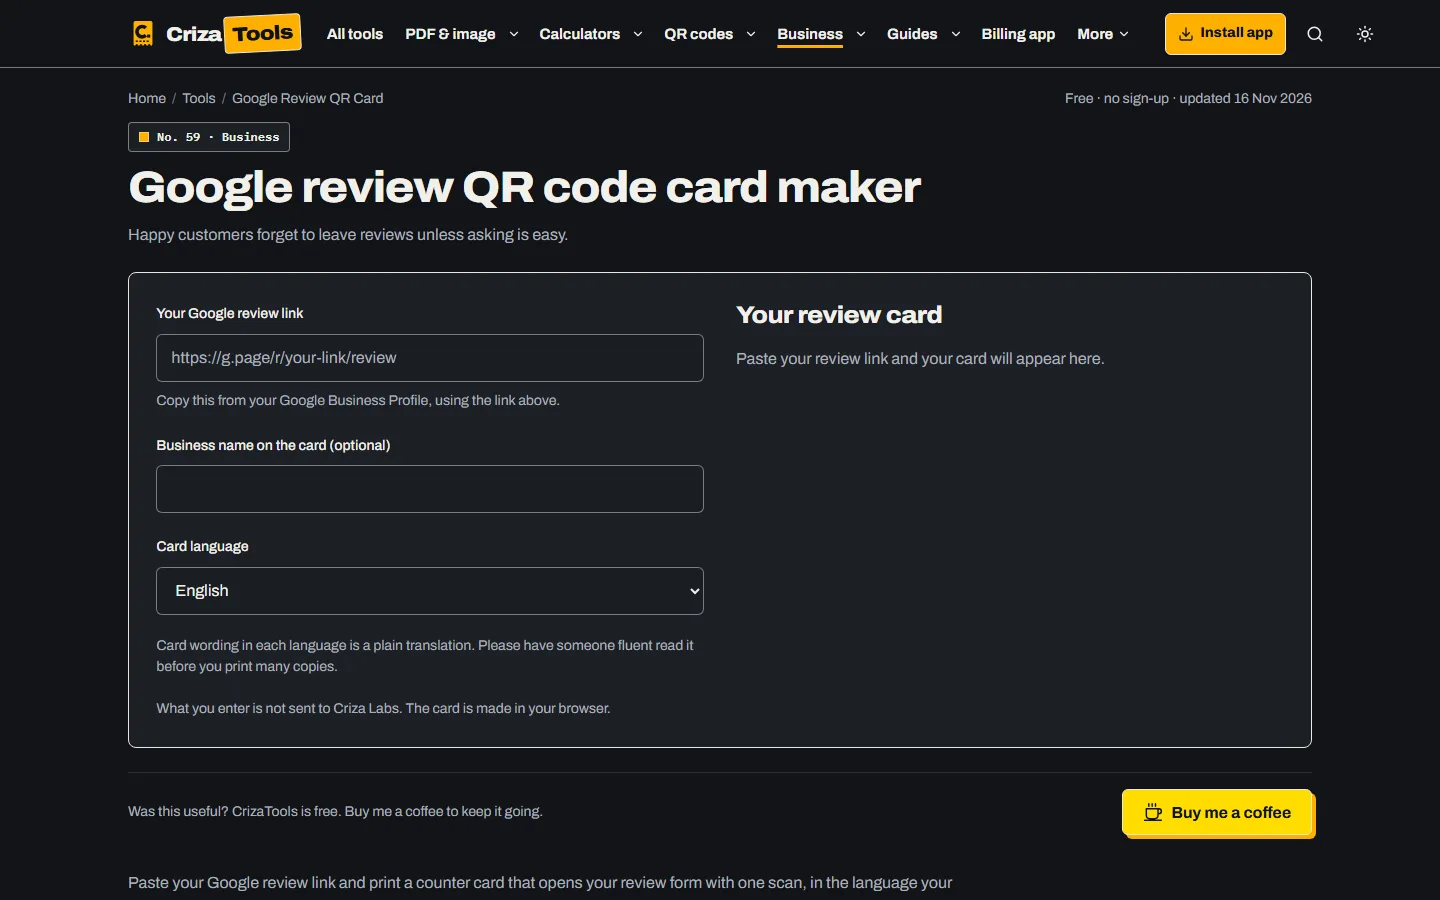 C.
Criza Tools
All tools
PDF & image
Calculators
QR codes
Business
Guides
Billing app
More
Install app
Home / Tools / Google Review QR Card
Free · no sign-up · updated 16 Nov 2026
No. 59 · Business
Google review QR code card maker
Happy customers forget to leave reviews unless asking is easy.
Your Google review link
https://g.page/r/your-link/review
Copy this from your Google Business Profile, using the link above.
Business name on the card (optional)
Card language
English
Card wording in each language is a plain translation. Please have someone fluent read it
before you print many copies.
What you enter is not sent to Criza Labs. The card is made in your browser.
Your review card
Paste your review link and your card will appear here.
Was this useful? CrizaTools is free. Buy me a coffee to keep it going.
Buy me a coffee
Paste your Google review link and print a counter card that opens your review form with one scan, in the language your